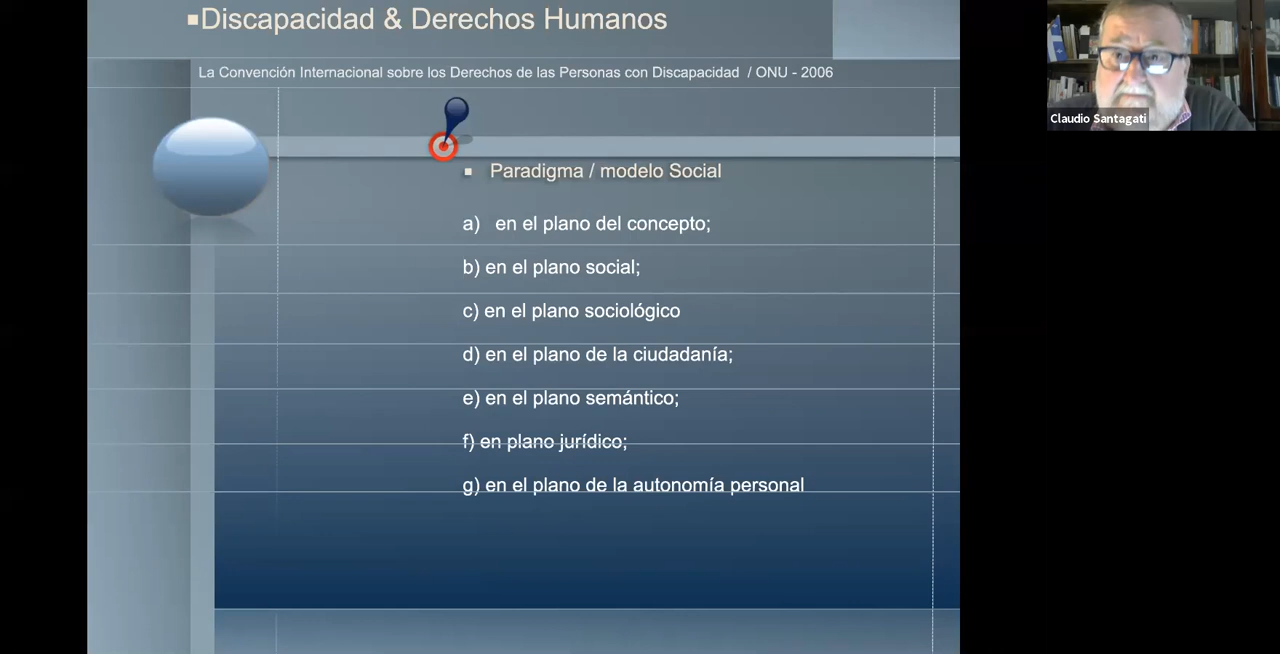 ▪Discapacidad & Derechos Humanos
La Convención Internacional sobre los Derechos de las Personas con Discapacidad / ONU - 2006
▪ Paradigma / modelo Social
a) en el plano del concepto;
b) en el plano social;
c) en el plano sociológico
d) en el plano de la ciudadanía;
e) en el plano semántico;
f) en plano jurídico;
g) en el plano de la autonomía personal
Claudio Santagati